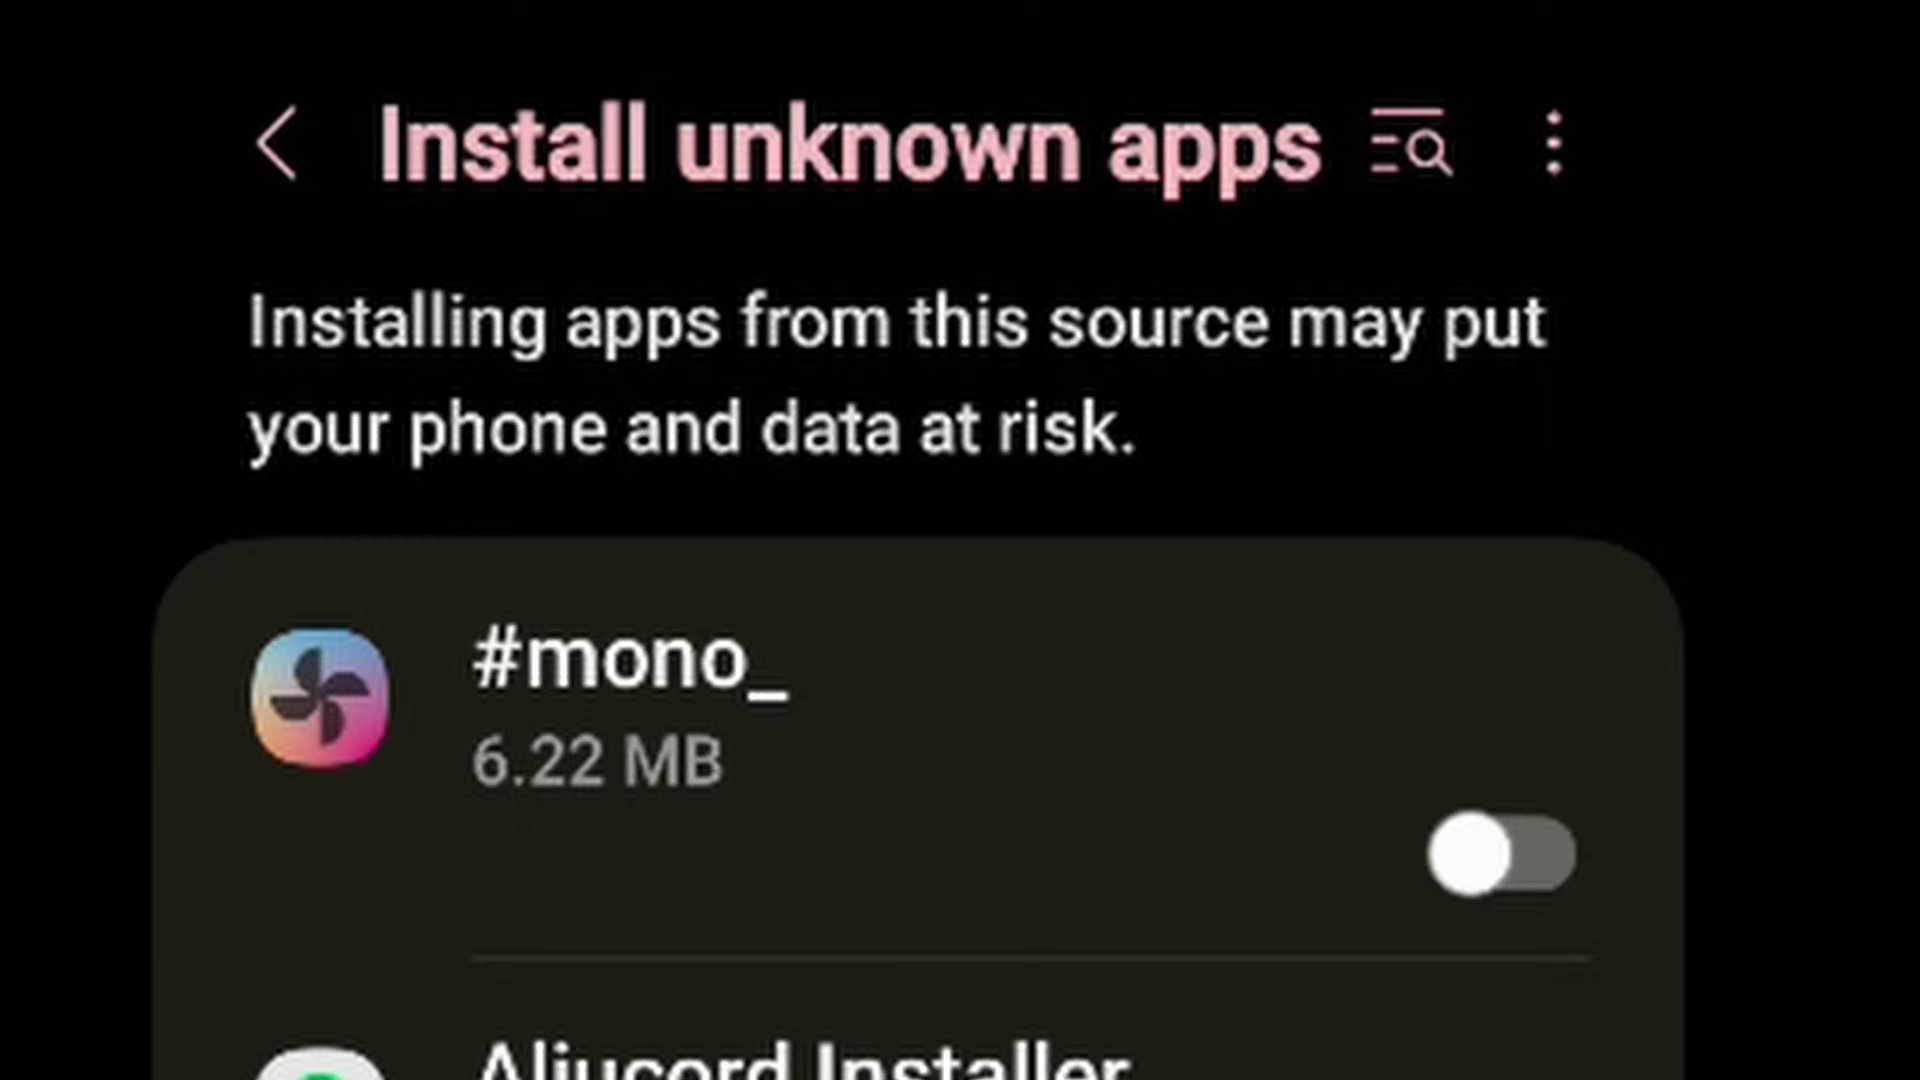 Install unknown apps
Installing apps from this source may put
your phone and data at risk.
#mono_
6.22 MB
Aliucord Installer